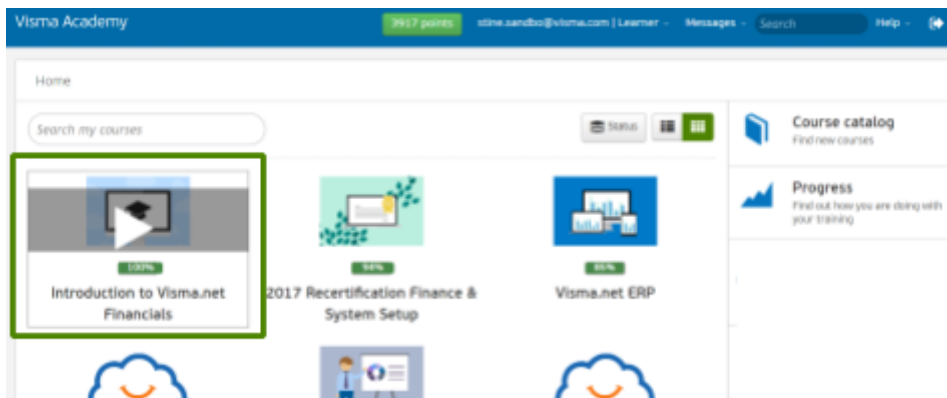 Visma Academy
3917 points
stine.sandbo@visma.com | Learner
Messages
Search
Help
Home
Search my courses
Status
Course catalog
Find new courses
Progress
Find out how you are doing with
your training
100%
Introduction to Visma.net
Financials
2017 Recertification Finance &
System Setup
Visma.net ERP